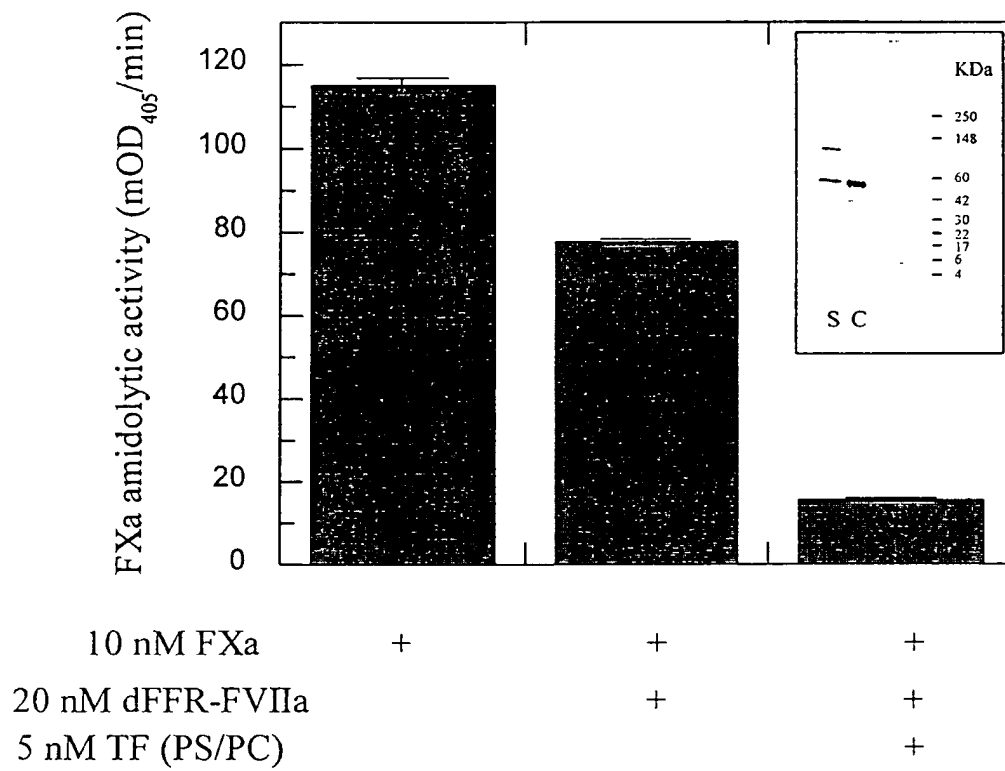 FXa amidolytic activity (mOD405/min)
120
100
80
60
40
20
0
KDa
250
148
60
42
30
22
17
6
4
S C
10 nM FXa + + +
20 nM dFFR-FVIIa + +
5 nM TF (PS/PC) +